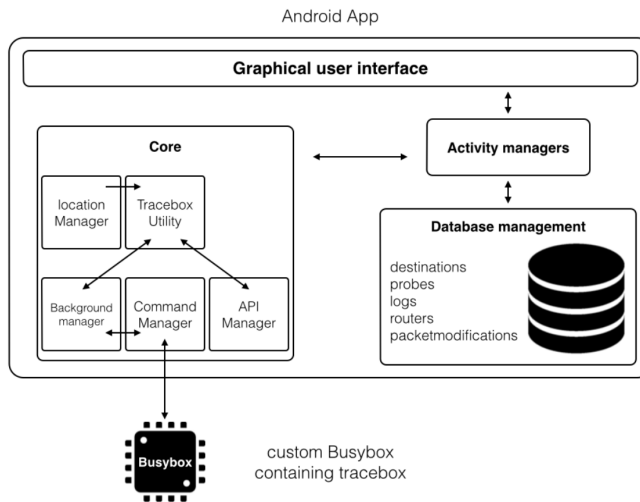 Android App
Graphical user interface
Core
Activity managers
location
Manager
Tracebox
Utility
Database management
destinations
probes
logs
routers
packetmodifications
Background
manager
Command
Manager
API
Manager
Busybox
custom Busybox
containing tracebox